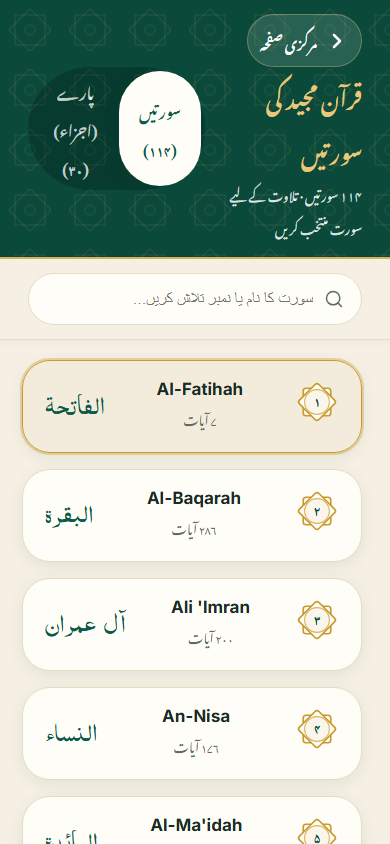 مرکزی صفحہ
قرآن مجید کی
سورتیں
۱۱۴ سورتیں · تلاوت کے لیے
سورت منتخب کریں
سورتیں
(۱۱۴)
پارے
(اجزاء)
(۳۰)
سورت کا نام یا نمبر تلاش کریں...
۱
Al-Fatihah
۷ آیات
الفاتحة
۲
Al-Baqarah
۲۸۶ آیات
البقرة
۳
Ali 'Imran
۲۰۰ آیات
آل عمران
۴
An-Nisa
۱۷۶ آیات
النساء
۵
Al-Ma'idah
المائدة